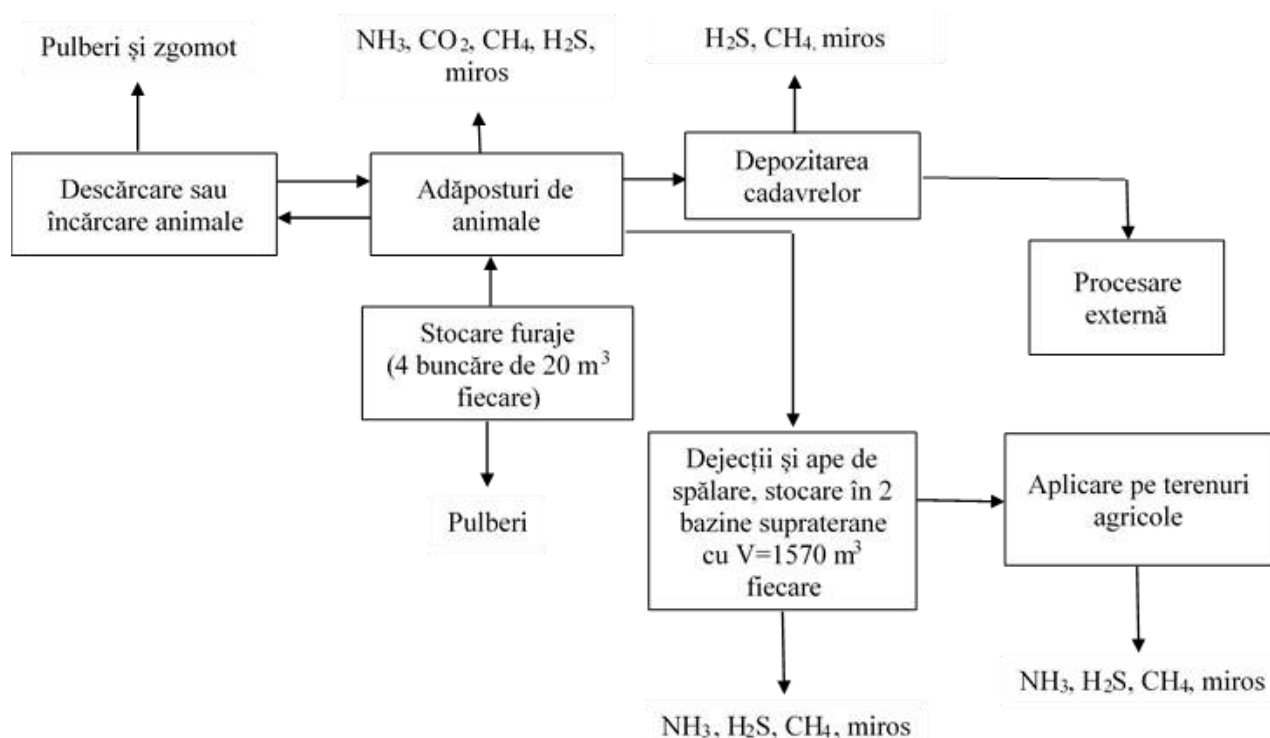 Pulberi și zgomot
NH₃, CO₂, CH₄, H₂S,
miros
H₂S, CH₄, miros
Descărcare sau
încărcare animale
Adăposturi de
animale
Depozitarea
cadavrelor
Procesare
externă
Stocare furaje
(4 buncăre de 20 m³
fiecare)
Pulberi
Dejecții și ape de
spălare, stocare în 2
bazine supraterane
cu V=1570 m³
fiecare
Aplicare pe terenuri
agricole
NH₃, H₂S, CH₄, miros
NH₃, H₂S, CH₄, miros